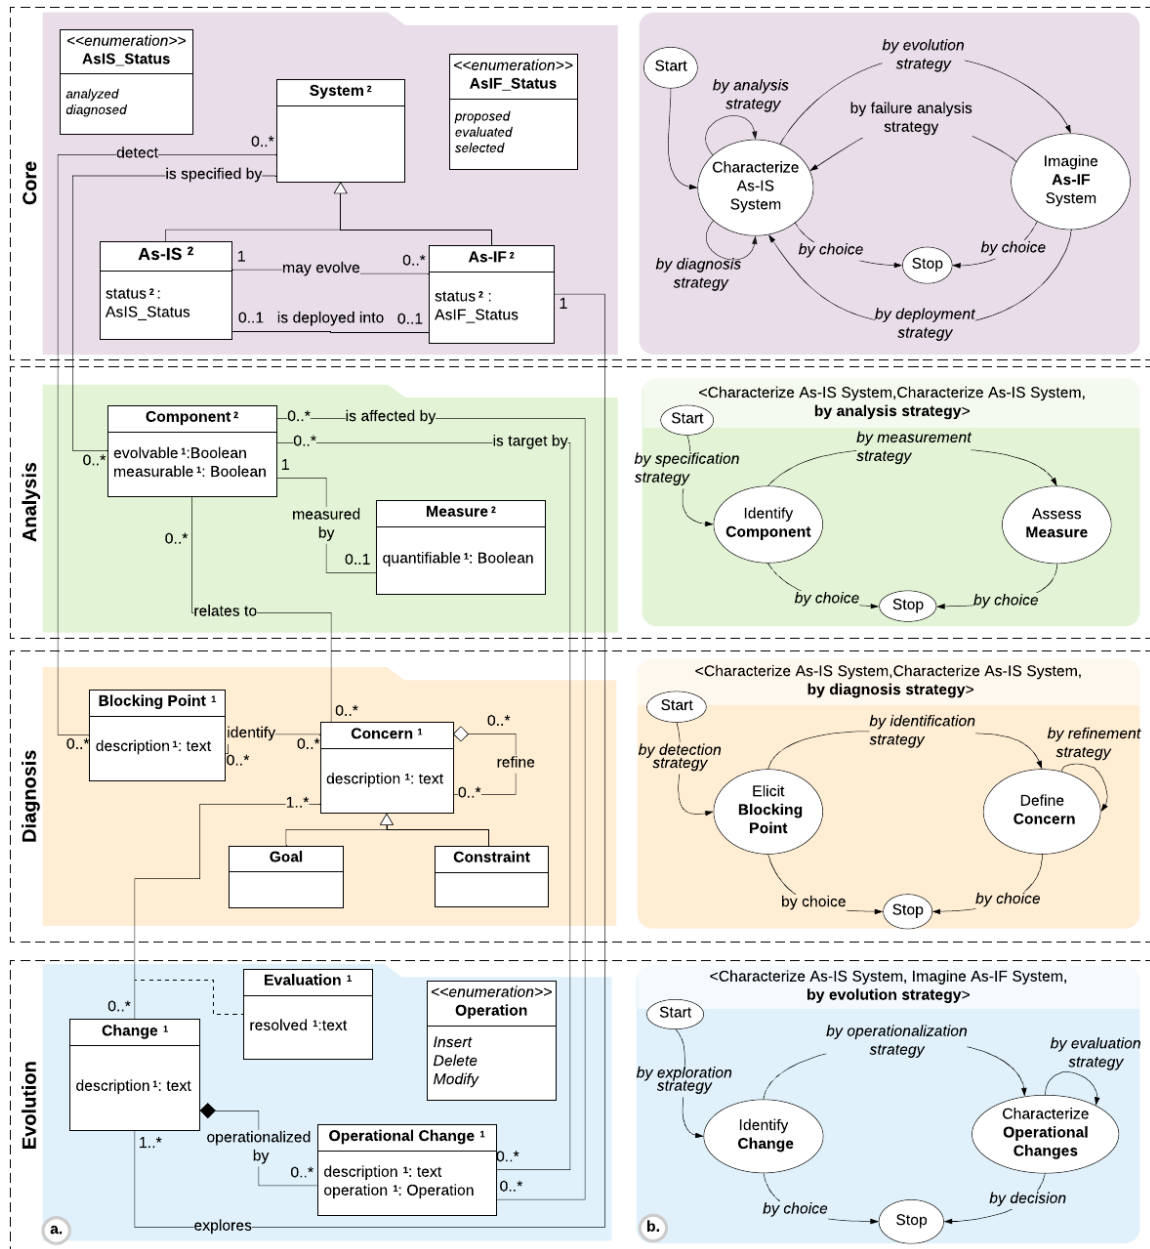 Core
<<enumeration>>
AsIS_Status
analyzed
diagnosed
System ²
<<enumeration>>
AsIF_Status
proposed
evaluated
selected
0..*
detect
is specified by
As-IS ²
status ² :
AsIS_Status
1
may evolve
0..*
0..1
is deployed into
0..1
As-IF ²
status ² :
AsIF_Status
1
Start
by analysis
strategy
by evolution
strategy
by failure analysis
strategy
Characterize
As-IS
System
Imagine
As-IF
System
by diagnosis
strategy
by choice
Stop
by choice
by deployment
strategy
Analysis
Component ²
evolvable ¹:Boolean
measurable ¹: Boolean
0..*
0..*
is affected by
0..*
is target by
1
measured
by
0..1
Measure ²
quantifiable ¹: Boolean
0..*
relates to
<Characterize As-IS System,Characterize As-IS System,
by analysis strategy>
Start
by specification
strategy
by measurement
strategy
Identify
Component
Assess
Measure
by choice
Stop
by choice
Diagnosis
Blocking Point ¹
description ¹: text
0..*
identify
0..*
0..*
0..*
Concern ¹
description ¹: text
0..*
refine
0..*
1..*
Goal
Constraint
<Characterize As-IS System,Characterize As-IS System,
by diagnosis strategy>
Start
by detection
strategy
by identification
strategy
by refinement
strategy
Elicit
Blocking
Point
Define
Concern
by choice
Stop
by choice
Evolution
0..*
Change ¹
description ¹: text
Evaluation ¹
resolved ¹:text
<<enumeration>>
Operation
Insert
Delete
Modify
1..*
operationalized
by
0..*
Operational Change ¹
description ¹: text
operation ¹: Operation
0..*
0..*
explores
a.
<Characterize As-IS System, Imagine As-IF System,
by evolution strategy>
Start
by exploration
strategy
by operationalization
strategy
by evaluation
strategy
Identify
Change
Characterize
Operational
Changes
by choice
Stop
by decision
b.